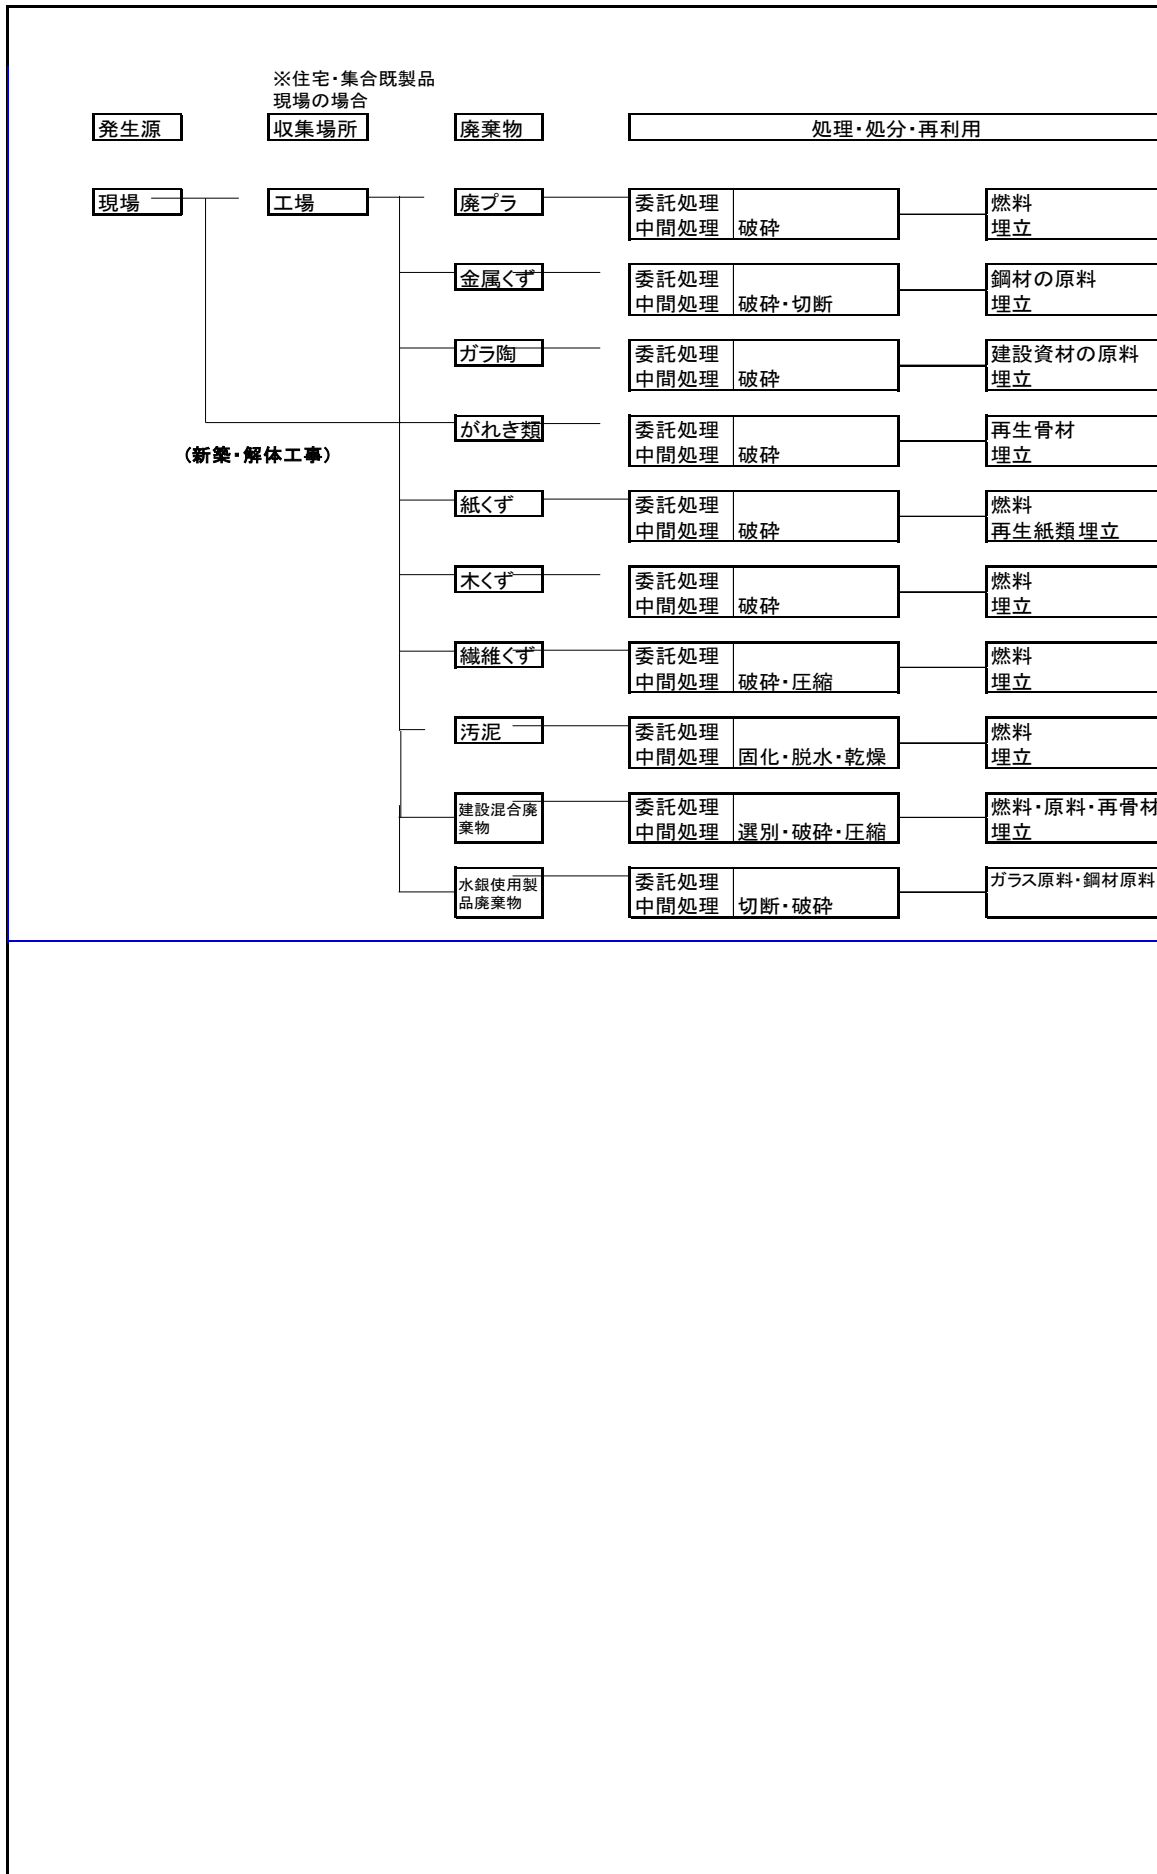 ※住宅・集合既製品
現場の場合
発生源 収集場所 廃棄物 処理・処分・再利用
現場 工場 廃プラ 委託処理 燃料
中間処理 破砕 埋立
金属くず 委託処理 鋼材の原料
中間処理 破砕・切断 埋立
ガラ陶 委託処理 建設資材の原料
中間処理 破砕 埋立
がれき類 委託処理 再生骨材
(新築・解体工事) 中間処理 破砕 埋立
紙くず 委託処理 燃料
中間処理 破砕 再生紙類 埋立
木くず 委託処理 燃料
中間処理 破砕 埋立
繊維くず 委託処理 燃料
中間処理 破砕・圧縮 埋立
汚泥 委託処理 燃料
中間処理 固化・脱水・乾燥 埋立
建設混合廃 委託処理 燃料・原料・再骨材
棄物 中間処理 選別・破砕・圧縮 埋立
水銀使用製 委託処理 ガラス原料・鋼材原料
品廃棄物 中間処理 切断・破砕